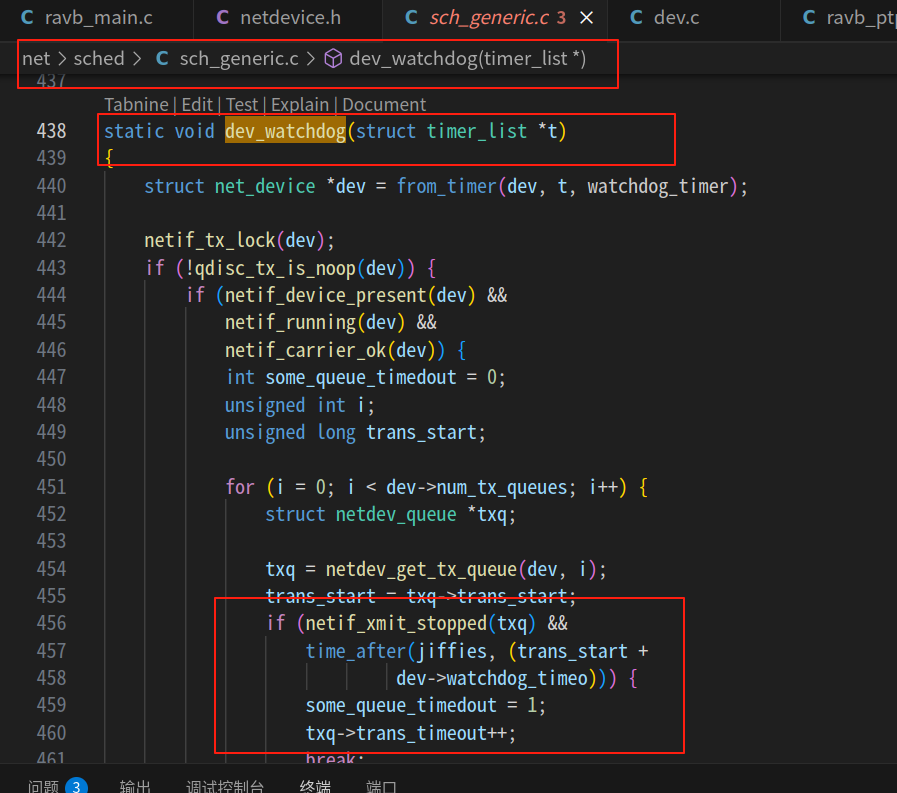 C ravb_main.c C netdevice.h C sch_generic.c 3 × C dev.c C ravb_ptp
net > sched > C sch_generic.c > dev_watchdog(timer_list *)
437
Tabnine | Edit | Test | Explain | Document
438 static void dev_watchdog(struct timer_list *t)
439 {
440 struct net_device *dev = from_timer(dev, t, watchdog_timer);
441
442 netif_tx_lock(dev);
443 if (!qdisc_tx_is_noop(dev)) {
444 if (netif_device_present(dev) &&
445 netif_running(dev) &&
446 netif_carrier_ok(dev)) {
447 int some_queue_timedout = 0;
448 unsigned int i;
449 unsigned long trans_start;
450
451 for (i = 0; i < dev->num_tx_queues; i++) {
452 struct netdev_queue *txq;
453
454 txq = netdev_get_tx_queue(dev, i);
455 trans_start = txq->trans_start;
456 if (netif_xmit_stopped(txq) &&
457 time_after(jiffies, (trans_start +
458 dev->watchdog_timeo))) {
459 some_queue_timedout = 1;
460 txq->trans_timeout++;
461 break;
问题 3 输出 调试控制台 终端 端口